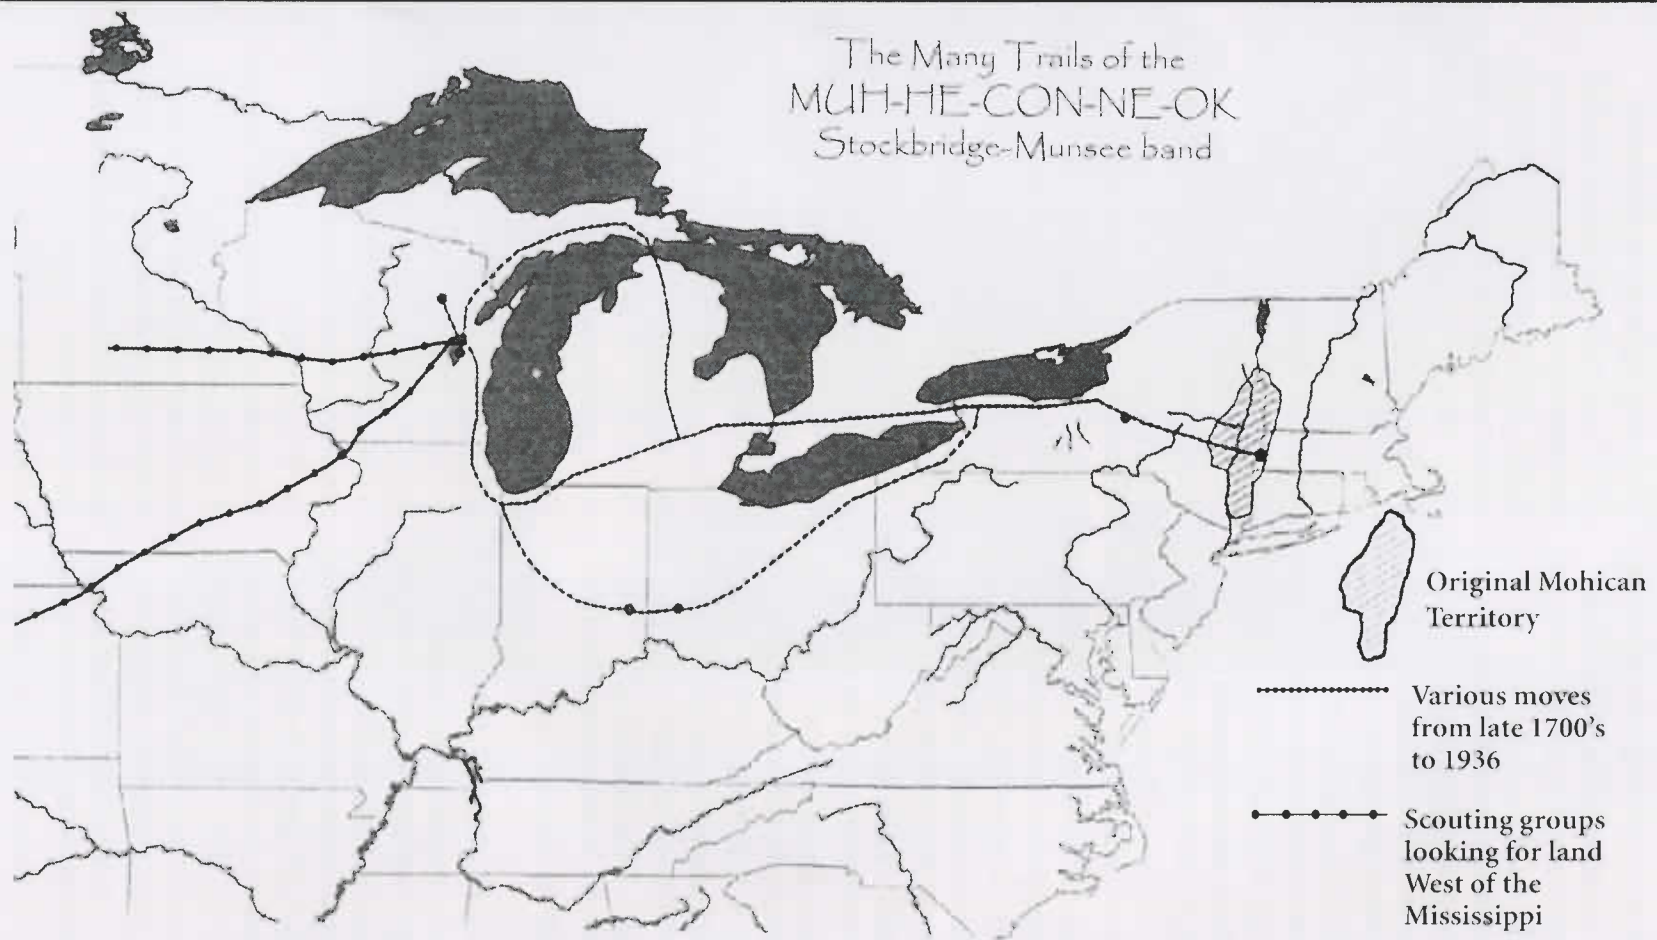 The Many Trails of the
MUH-HE-CON-NE-OK
Stockbridge-Munsee band
Original Mohican
Territory
Various moves
from late 1700's
to 1936
Scouting groups
looking for land
West of the
Mississippi